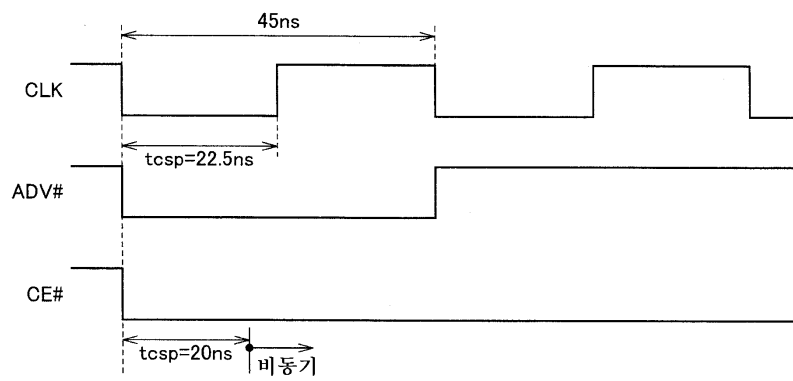 45ns
CLK
tcsp=22.5ns
ADV#
CE#
tcsp=20ns
비동기